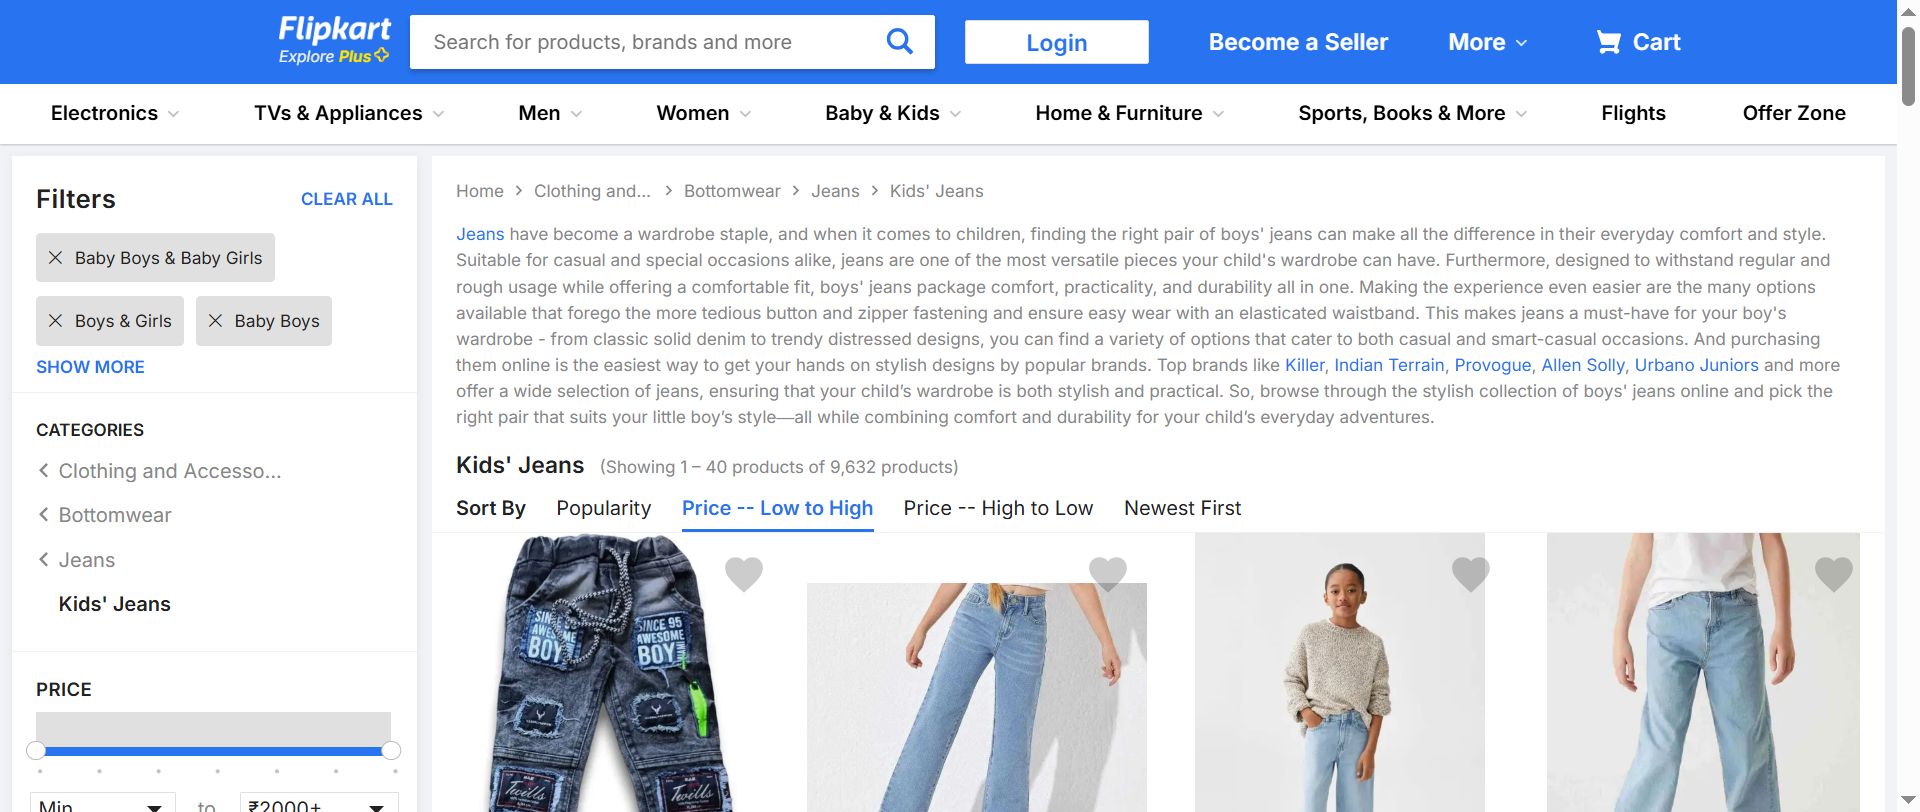 Flipkart
Explore Plus
Search for products, brands and more
Login
Become a Seller
More
Cart
Electronics
TVs & Appliances
Men
Women
Baby & Kids
Home & Furniture
Sports, Books & More
Flights
Offer Zone
Filters
CLEAR ALL
Baby Boys & Baby Girls
Boys & Girls
Baby Boys
SHOW MORE
CATEGORIES
Clothing and Accesso...
Bottomwear
Jeans
Kids' Jeans
PRICE
Min
to
₹2000+
Home > Clothing and... > Bottomwear > Jeans > Kids' Jeans
Jeans have become a wardrobe staple, and when it comes to children, finding the right pair of boys' jeans can make all the difference in their everyday comfort and style.
Suitable for casual and special occasions alike, jeans are one of the most versatile pieces your child's wardrobe can have. Furthermore, designed to withstand regular and
rough usage while offering a comfortable fit, boys' jeans package comfort, practicality, and durability all in one. Making the experience even easier are the many options
available that forego the more tedious button and zipper fastening and ensure easy wear with an elasticated waistband. This makes jeans a must-have for your boy's
wardrobe - from classic solid denim to trendy distressed designs, you can find a variety of options that cater to both casual and smart-casual occasions. And purchasing
them online is the easiest way to get your hands on stylish designs by popular brands. Top brands like Killer, Indian Terrain, Provogue, Allen Solly, Urbano Juniors and more
offer a wide selection of jeans, ensuring that your child’s wardrobe is both stylish and practical. So, browse through the stylish collection of boys' jeans online and pick the
right pair that suits your little boy’s style—all while combining comfort and durability for your child’s everyday adventures.
Kids' Jeans
(Showing 1 – 40 products of 9,632 products)
Sort By
Popularity
Price -- Low to High
Price -- High to Low
Newest First
SINCE 95
AWESOME
BOY
Twills